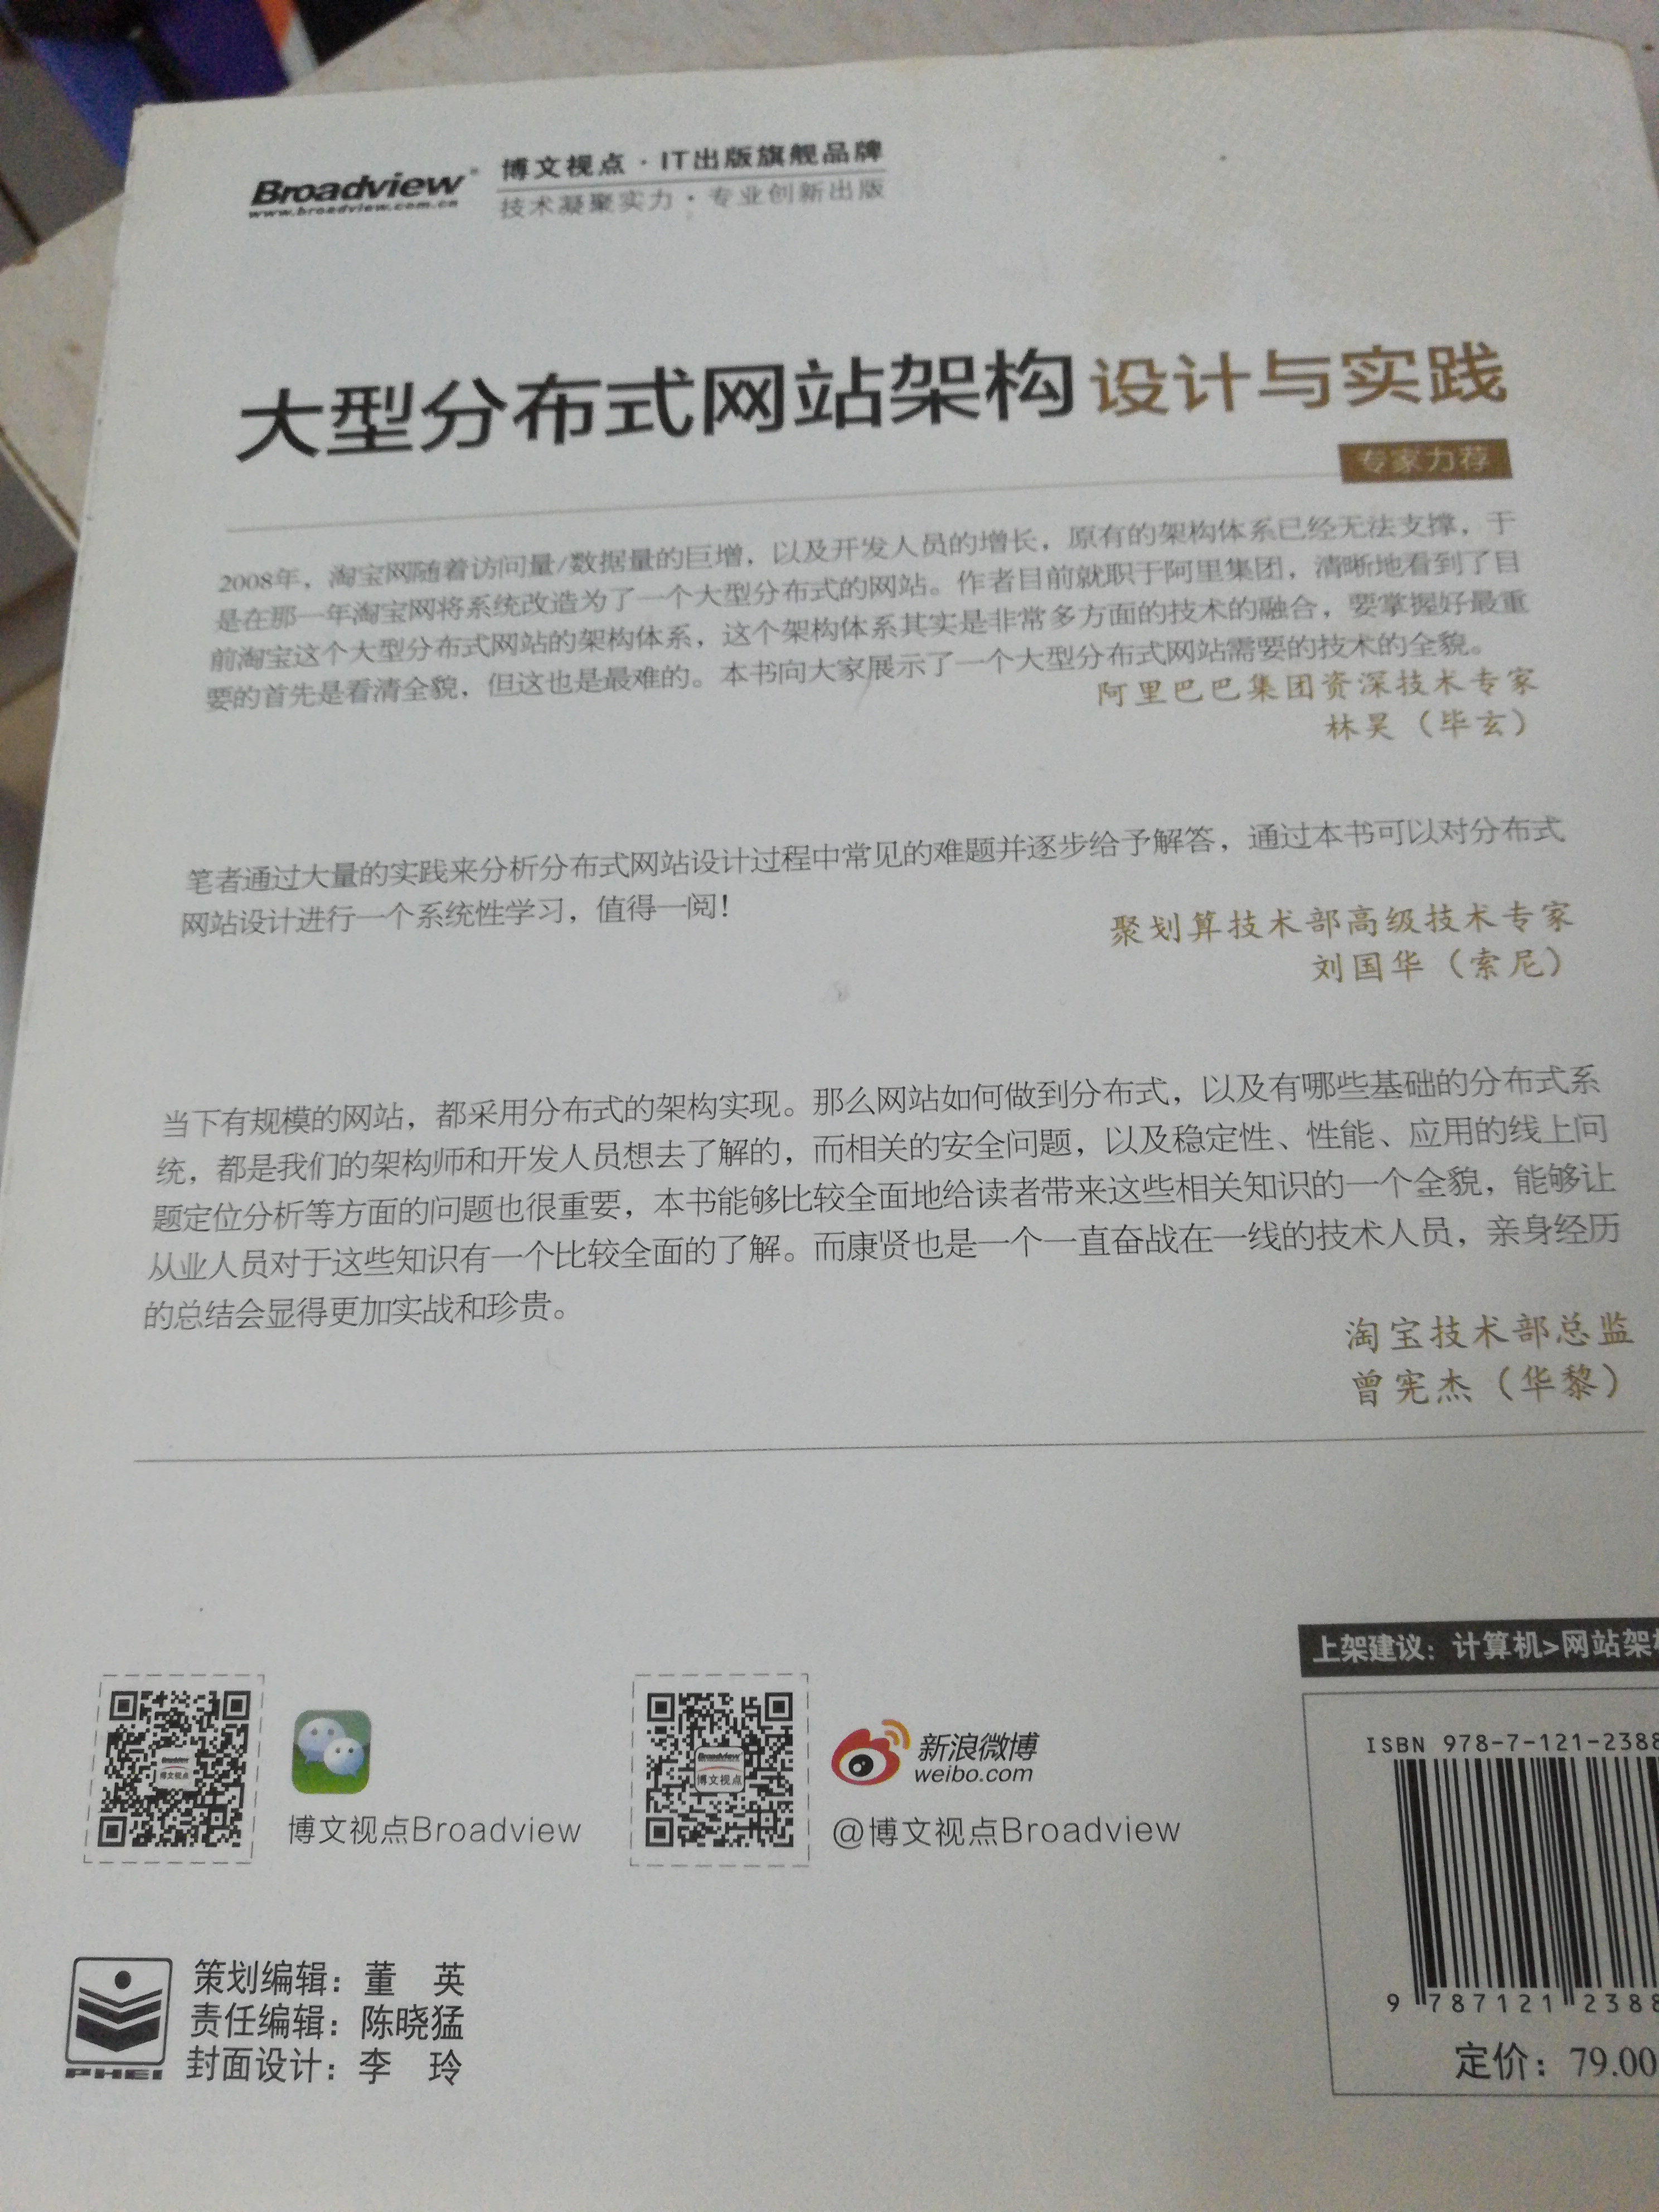 Broadview®
www.broadview.com.cn
博文视点·IT出版旗舰品牌
技术凝聚实力·专业创新出版
大型分布式网站架构设计与实践
专家力荐
2008年，淘宝网随着访问量/数据量的巨增，以及开发人员的增长，原有的架构体系已经无法支撑，于
是在那一年淘宝网将系统改造为了一个大型分布式的网站。作者目前就职于阿里集团，清晰地看到了目
前淘宝这个大型分布式网站的架构体系，这个架构体系其实是非常多方面的技术的融合，要掌握好最重
要的首先是看清全貌，但这也是最难的。本书向大家展示了一个大型分布式网站需要的技术的全貌。
阿里巴巴集团资深技术专家
林昊（毕玄）
笔者通过大量的实践来分析分布式网站设计过程中常见的难题并逐步给予解答，通过本书可以对分布式
网站设计进行一个系统性学习，值得一阅！
聚划算技术部高级技术专家
刘国华（索尼）
当下有规模的网站，都采用分布式的架构实现。那么网站如何做到分布式，以及有哪些基础的分布式系
统，都是我们的架构师和开发人员想去了解的，而相关的安全问题，以及稳定性、性能、应用的线上问
题定位分析等方面的问题也很重要，本书能够比较全面地给读者带来这些相关知识的一个全貌，能够让
从业人员对于这些知识有一个比较全面的了解。而康贤也是一个一直奋战在一线的技术人员，亲身经历
的总结会显得更加实战和珍贵。
淘宝技术部总监
曾宪杰（华黎）
上架建议：计算机>网站架
ISBN 978-7-121-2388
9 787121 2388
定价：79.00
Broadview
博文视点
博文视点Broadview
Broadview
博文视点
新浪微博
weibo.com
@博文视点Broadview
PHEI
策划编辑：董 英
责任编辑：陈晓猛
封面设计：李 玲